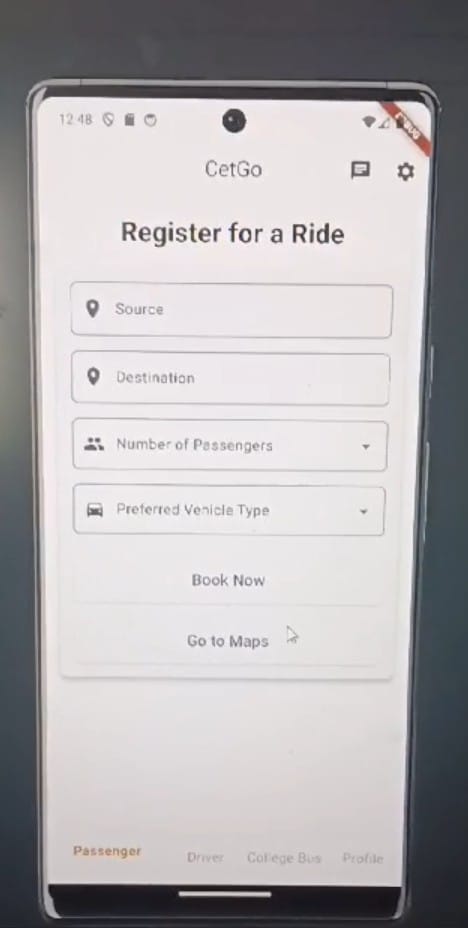 12:48
DEBUG
CetGo
Register for a Ride
Source
Destination
Number of Passengers
Preferred Vehicle Type
Book Now
Go to Maps
Passenger Driver College Bus Profile